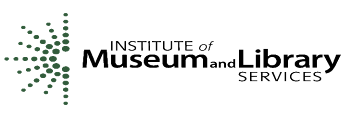 INSTITUTE of
Museum and Library
SERVICES